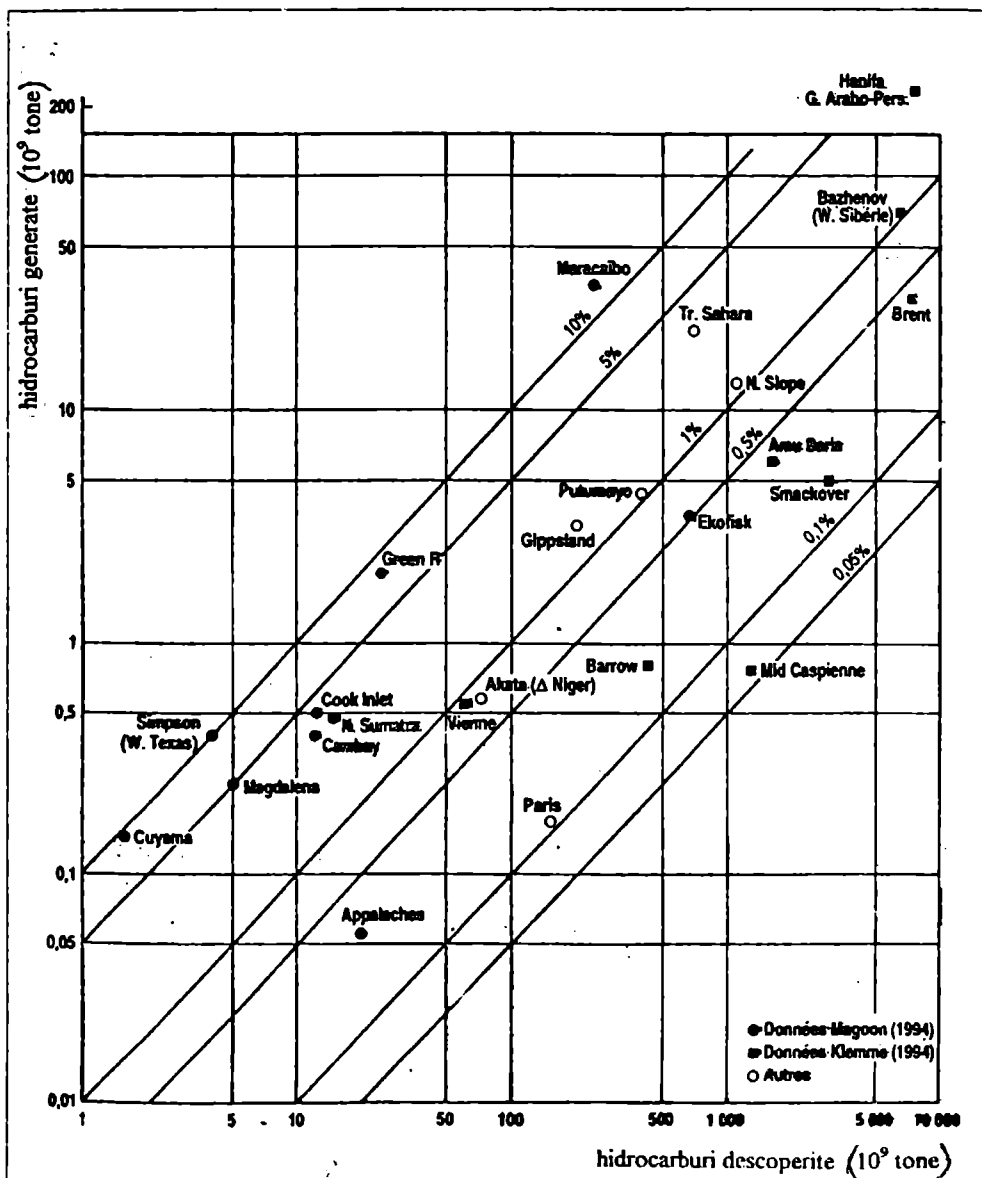 hidrocarburi generate (10⁹ tone)
200
100
50
10
5
1
0,5
0,1
0,05
0,01
Hanifa
G. Arabo-Pers.
Bazhenov
(W. Sibérie)
Maracaibo
Brent
Tr. Sahara
10%
5%
N. Slope
1%
0,5%
Amu Daria
Smackover
Putumayo
Ekofisk
Gippsland
0,1%
0,05%
Green R
Barrow
Mid Caspienne
Akata (Δ Niger)
Vienne
Cook Inlet
N. Sumatra
Cambay
Simpson
(W. Texas)
Magdalena
Paris
Cuyama
Appalaches
Données Magoon (1994)
Données Klemme (1994)
Autres
1 5 10 50 100 500 1 000 5 000 10 000
hidrocarburi descoperite (10⁹ tone)